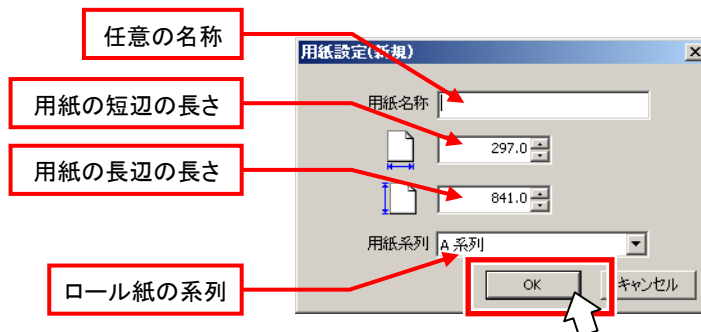 任意の名称
用紙設定(新規)
用紙名称
用紙の短辺の長さ
297.0
用紙の長辺の長さ
841.0
用紙系列
A 系列
ロール紙の系列
OK
キャンセル